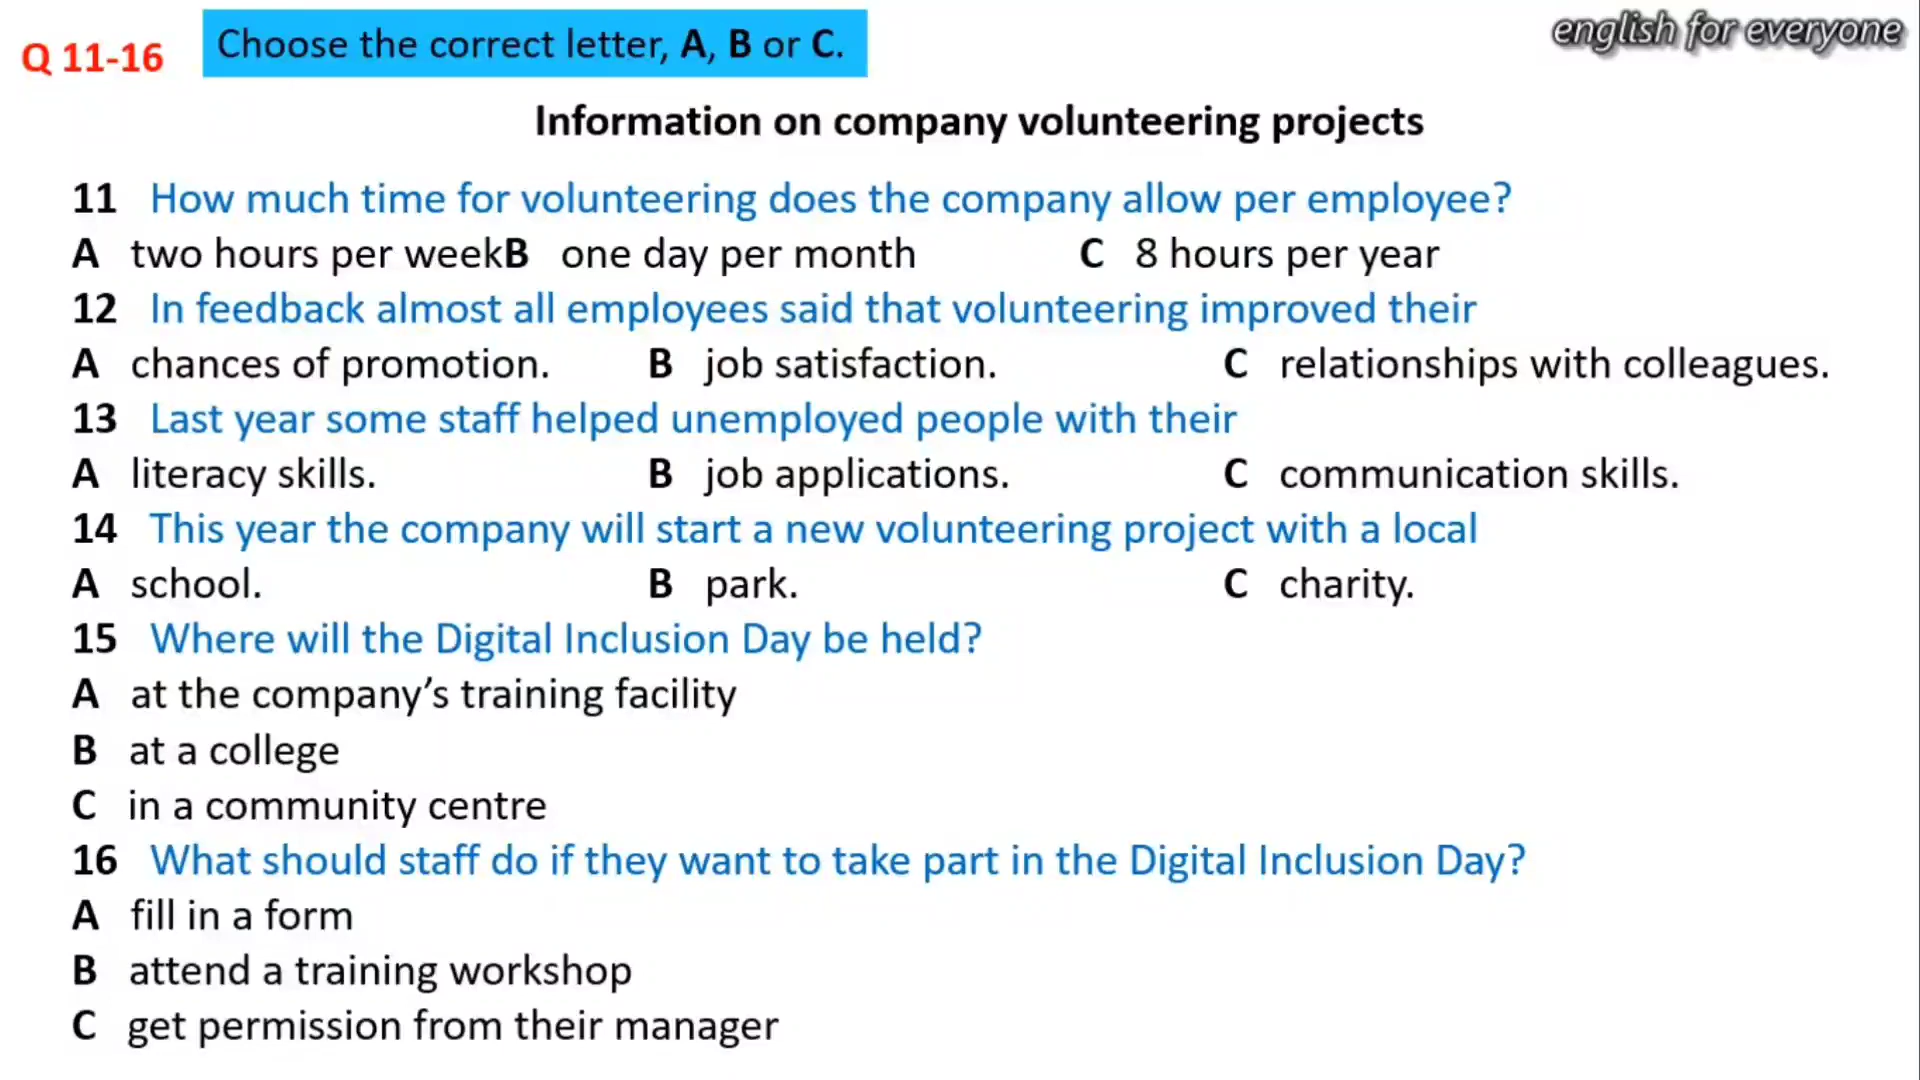 Q 11-16 Choose the correct letter, A, B or C. english for everyone
Information on company volunteering projects
11 How much time for volunteering does the company allow per employee?
A two hours per weekB one day per month C 8 hours per year
12 In feedback almost all employees said that volunteering improved their
A chances of promotion. B job satisfaction. C relationships with colleagues.
13 Last year some staff helped unemployed people with their
A literacy skills. B job applications. C communication skills.
14 This year the company will start a new volunteering project with a local
A school. B park. C charity.
15 Where will the Digital Inclusion Day be held?
A at the company’s training facility
B at a college
C in a community centre
16 What should staff do if they want to take part in the Digital Inclusion Day?
A fill in a form
B attend a training workshop
C get permission from their manager